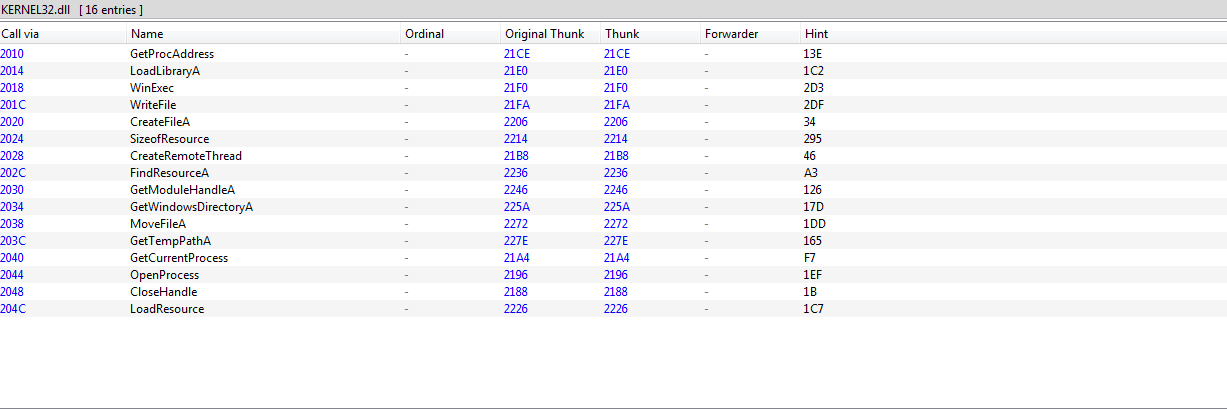 KERNEL32.dll [ 16 entries ]
Call via Name Ordinal Original Thunk Thunk Forwarder Hint
2010 GetProcAddress - 21CE 21CE - 13E
2014 LoadLibraryA - 21E0 21E0 - 1C2
2018 WinExec - 21F0 21F0 - 2D3
201C WriteFile - 21FA 21FA - 2DF
2020 CreateFileA - 2206 2206 - 34
2024 SizeofResource - 2214 2214 - 295
2028 CreateRemoteThread - 21B8 21B8 - 46
202C FindResourceA - 2236 2236 - A3
2030 GetModuleHandleA - 2246 2246 - 126
2034 GetWindowsDirectoryA - 225A 225A - 17D
2038 MoveFileA - 2272 2272 - 1DD
203C GetTempPathA - 227E 227E - 165
2040 GetCurrentProcess - 21A4 21A4 - F7
2044 OpenProcess - 2196 2196 - 1EF
2048 CloseHandle - 2188 2188 - 1B
204C LoadResource - 2226 2226 - 1C7